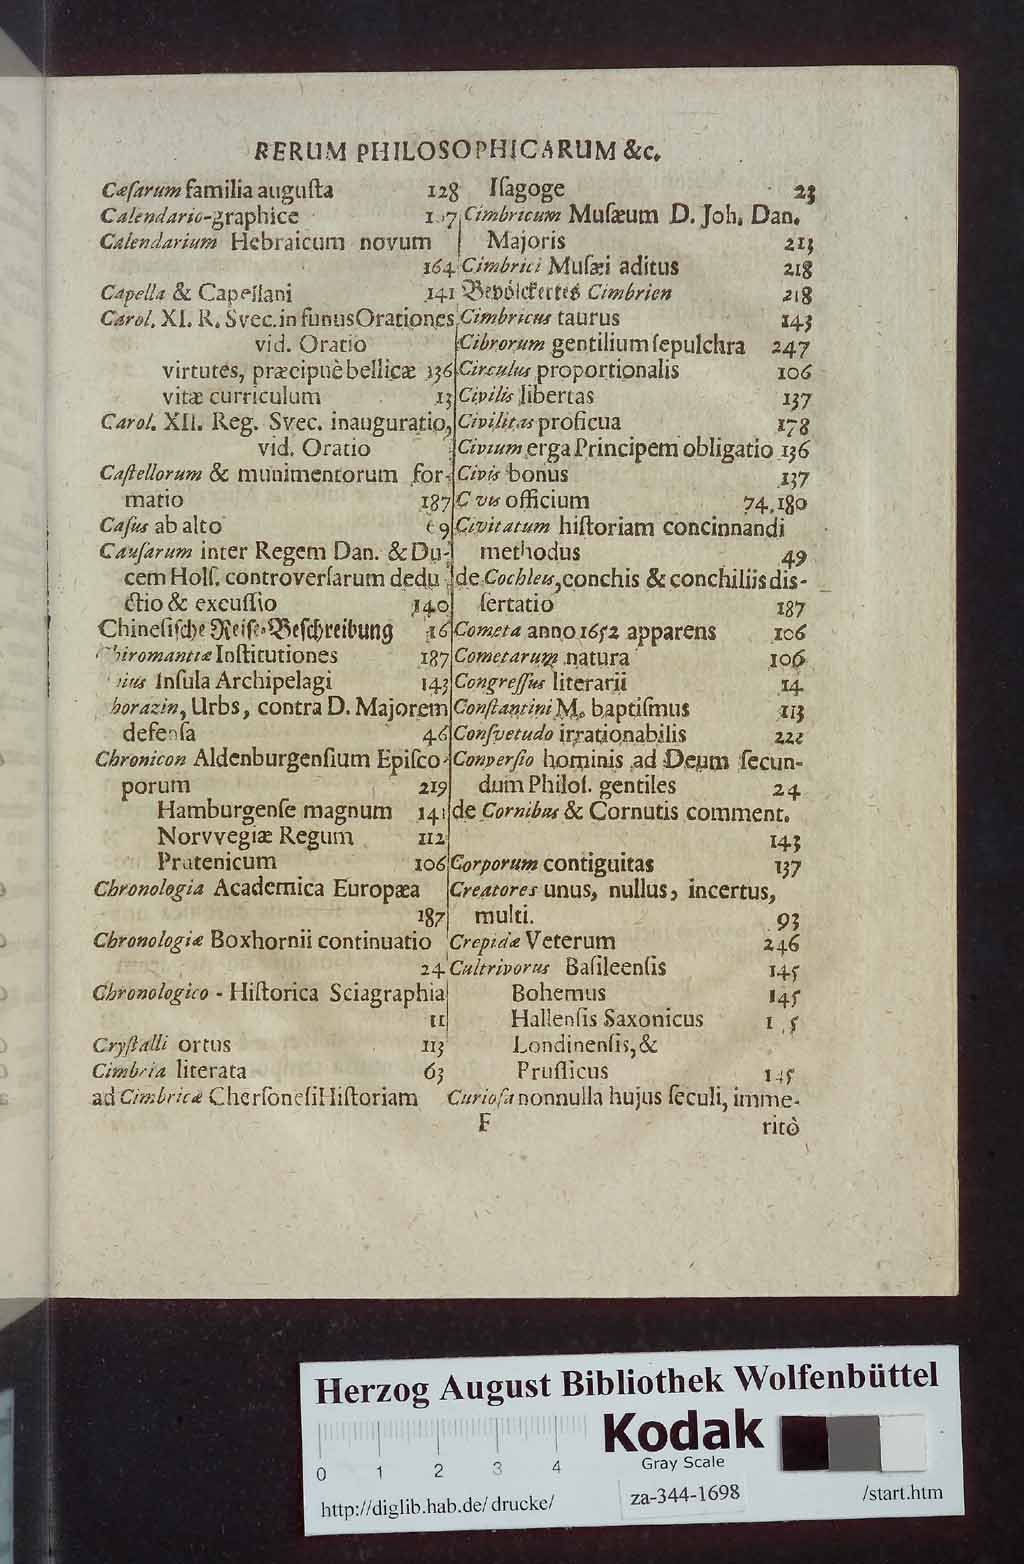 RERUM PHILOSOPHICARUM &c.
Cæſarum familia auguſta 128
Calendario-graphice
Calendarium Hebraicum novum
164
Capella & Capellani 141
Carol. XI. R. Svec. in funus Orationes
vid. Oratio
virtutes, præcipuè bellicæ 136
vitæ curriculum 13
Carol. XII. Reg. Svec. inauguratio,
vid. Oratio
Caſtellorum & munimentorum for-
matio 187
Caſus ab alto 69
Cauſarum inter Regem Dan. & Du-
cem Holſ. controverſarum dedu
ctio & excuſſio 140
Chineſiſche Reiſe-Beſchreibung 16
Chiromantiæ Inſtitutiones 187
ius Inſula Archipelagi 143
horazin, Urbs, contra D. Majorem
defenſa 46
Chronicon Aldenburgenſium Epiſco-
porum 219
Hamburgenſe magnum 141
Norvvegiæ Regum 112
Prutenicum 106
Chronologia Academica Europæa
187
Chronologiæ Boxhornii continuatio
24
Chronologico - Hiſtorica Sciagraphia
11
Cryſtalli ortus 113
Cimbria literata 63
ad Cimbricæ Cherſoneſi Hiſtoriam
Iſagoge 23
Cimbricum Muſæum D. Joh. Dan.
Majoris 213
Cimbrici Muſæi aditus 218
Bevölckertes Cimbrien 218
Cimbricus taurus 143
Cibrorum gentilium ſepulchra 247
Circulus proportionalis 106
Civilis libertas 137
Civilitas proficua 178
Civium erga Principem obligatio 136
Civis bonus 137
C vis officium 74, 180
Civitatum hiſtoriam concinnandi
methodus 49
de Cochleis, conchis & conchiliis diſ-
ſertatio 187
Cometa anno 1652 apparens 106
Cometarum natura 106
Congreſſus literarii 14
Conſtantini M. baptiſmus 113
Conſvetudo irrationabilis 222
Converſio hominis ad Deum ſecun-
dum Philoſ. gentiles 24
de Cornibus & Cornutis comment.
143
Corporum contiguitas 137
Creatores unus, nullus, incertus,
multi. 93
Crepidæ Veterum 246
Cultrivorus Baſileenſis 145
Bohemus 145
Hallenſis Saxonicus
Londinenſis, &
Pruſſicus 145
Curioſa nonnulla hujus ſeculi, imme-
F
ritò
Herzog August Bibliothek Wolfenbüttel
Kodak
Gray Scale
0 1 2 3 4
http://diglib.hab.de/ drucke/ za-344-1698 /start.htm